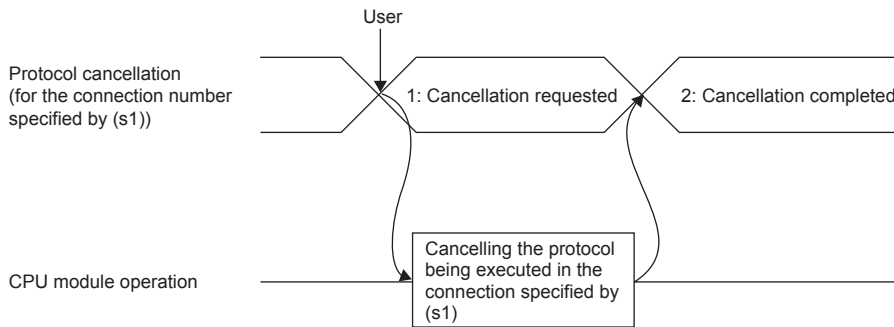 User
Protocol cancellation
(for the connection number
specified by (s1))
1: Cancellation requested
2: Cancellation completed
CPU module operation
Cancelling the protocol
being executed in the
connection specified by
(s1)